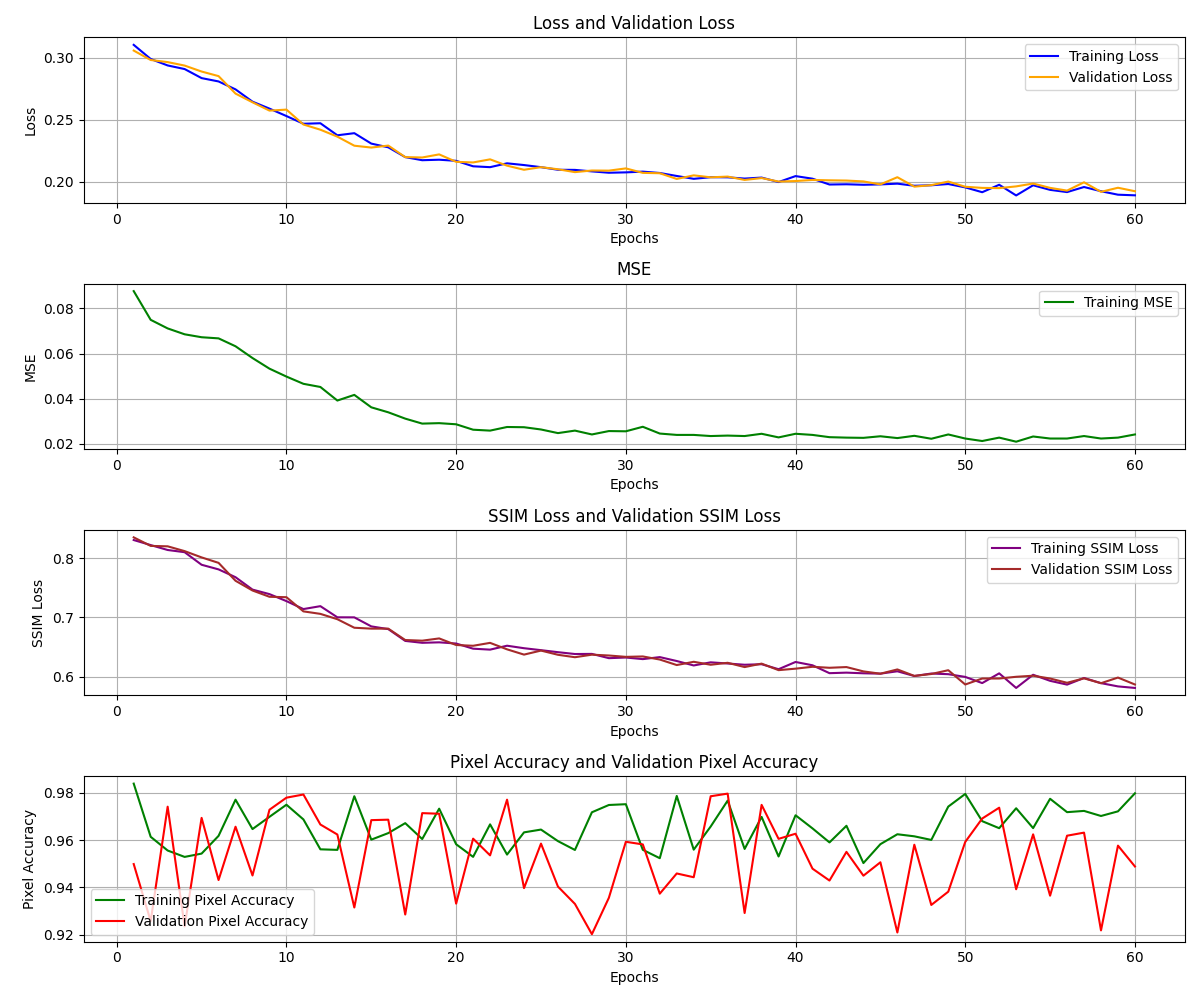 Loss and Validation Loss
Loss
0.30
0.25
0.20
Training Loss
Validation Loss
0 10 20 30 40 50 60
Epochs
MSE
MSE
0.08
0.06
0.04
0.02
Training MSE
0 10 20 30 40 50 60
Epochs
SSIM Loss and Validation SSIM Loss
SSIM Loss
0.8
0.7
0.6
Training SSIM Loss
Validation SSIM Loss
0 10 20 30 40 50 60
Epochs
Pixel Accuracy and Validation Pixel Accuracy
Pixel Accuracy
0.98
0.96
0.94
0.92
Training Pixel Accuracy
Validation Pixel Accuracy
0 10 20 30 40 50 60
Epochs